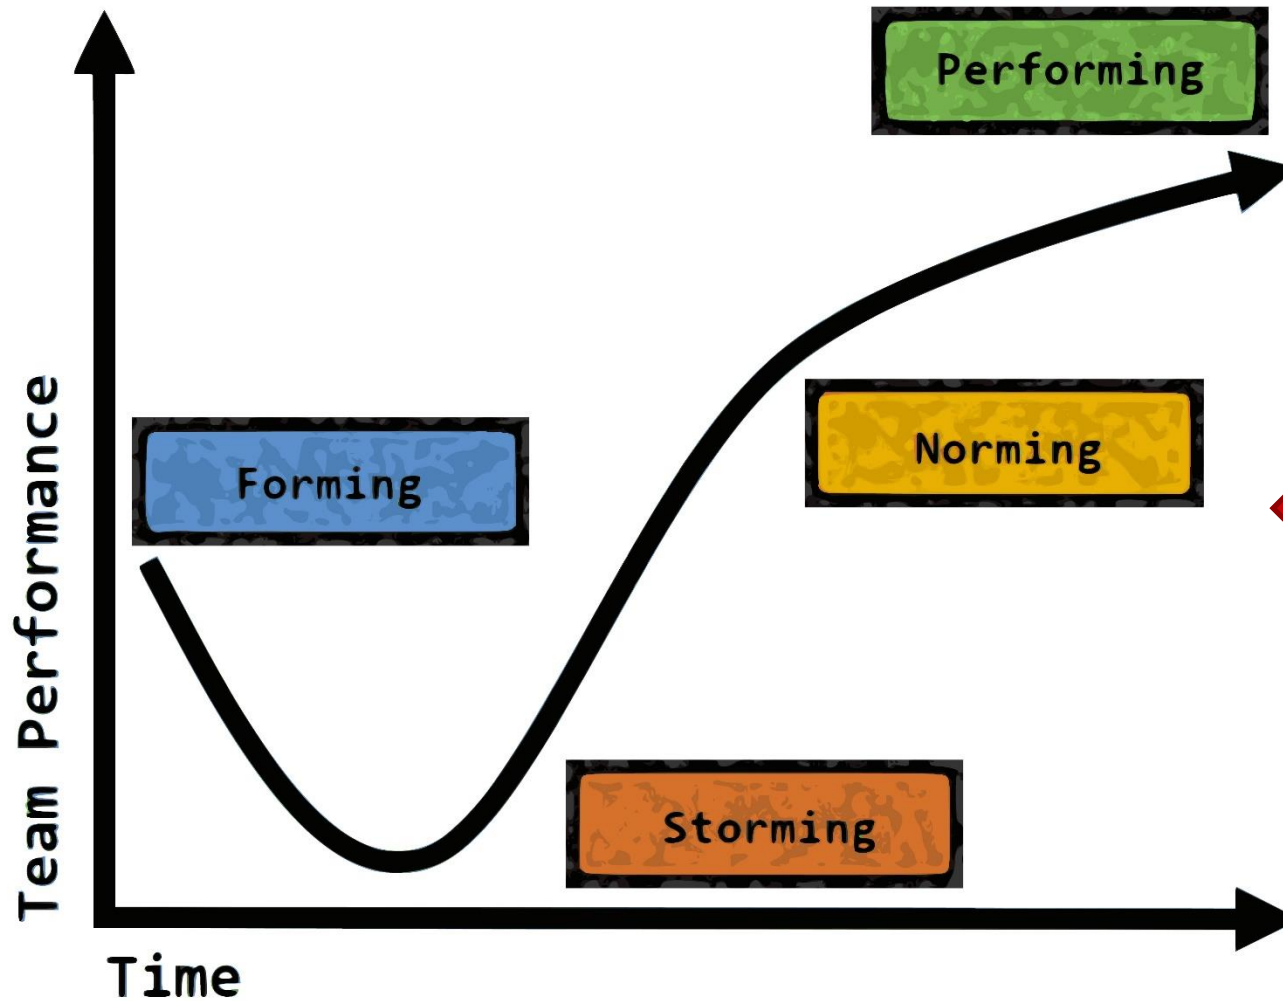 Performing
Norming
Forming
Storming
Team Performance
Time